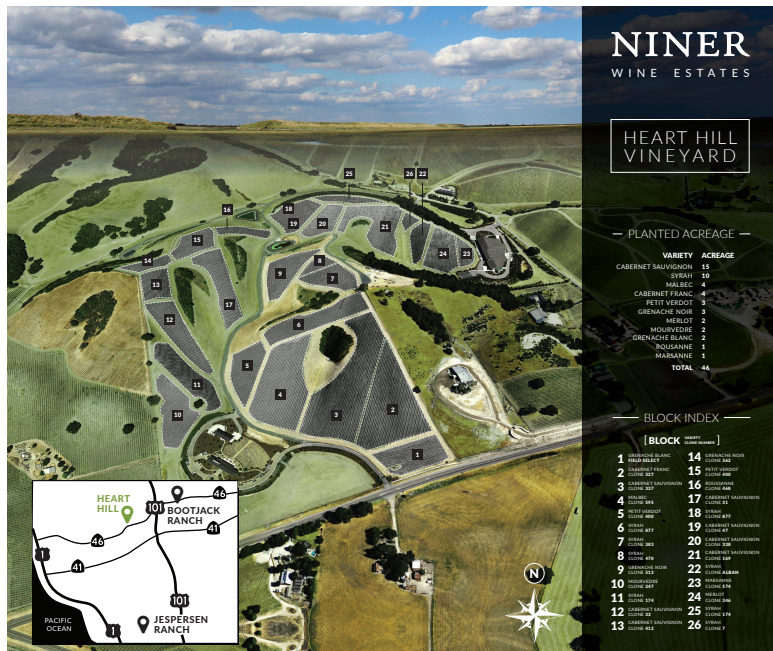 NINER
WINE ESTATES
HEART HILL
VINEYARD
PLANTED ACREAGE
VARIETY ACREAGE
CABERNET SAUVIGNON 15
SYRAH 10
MALBEC 4
CABERNET FRANC 4
PETIT VERDOT 3
GRENACHE NOIR 3
MERLOT 2
MOURVEDRE 2
GRENACHE BLANC 2
ROUSANNE 1
MARSANNE 1
TOTAL 46
BLOCK INDEX
[BLOCK VARIETY
CLONE NUMBER ]
1 GRENACHE BLANC
FIELD SELECT
2 CABERNET FRANC
CLONE 327
3 CABERNET SAUVIGNON
CLONE 337
4 MALBEC
CLONE 595
5 PETIT VERDOT
CLONE 400
6 SYRAH
CLONE 877
7 SYRAH
CLONE 383
8 SYRAH
CLONE 470
9 GRENACHE NOIR
CLONE 513
10 MOURVEDRE
CLONE 247
11 SYRAH
CLONE 174
12 CABERNET SAUVIGNON
CLONE 33
13 CABERNET SAUVIGNON
CLONE 412
14 GRENACHE NOIR
CLONE 362
15 PETIT VERDOT
CLONE 400
16 ROUSSANNE
CLONE 468
17 CABERNET SAUVIGNON
CLONE 31
18 SYRAH
CLONE 877
19 CABERNET SAUVIGNON
CLONE 47
20 CABERNET SAUVIGNON
CLONE 338
21 CABERNET SAUVIGNON
CLONE 169
22 SYRAH
CLONE ALBAN
23 MARSANNE
CLONE 574
24 MERLOT
CLONE 346
25 SYRAH
CLONE 174
26 SYRAH
CLONE 7
25
26
22
16
18
19
20
21
15
24
23
14
8
9
7
13
17
12
6
5
11
4
10
3
2
1
N
HEART
HILL
46
101
BOOTJACK
RANCH
41
46
1
41
101
PACIFIC
OCEAN
1
JESPERSEN
RANCH